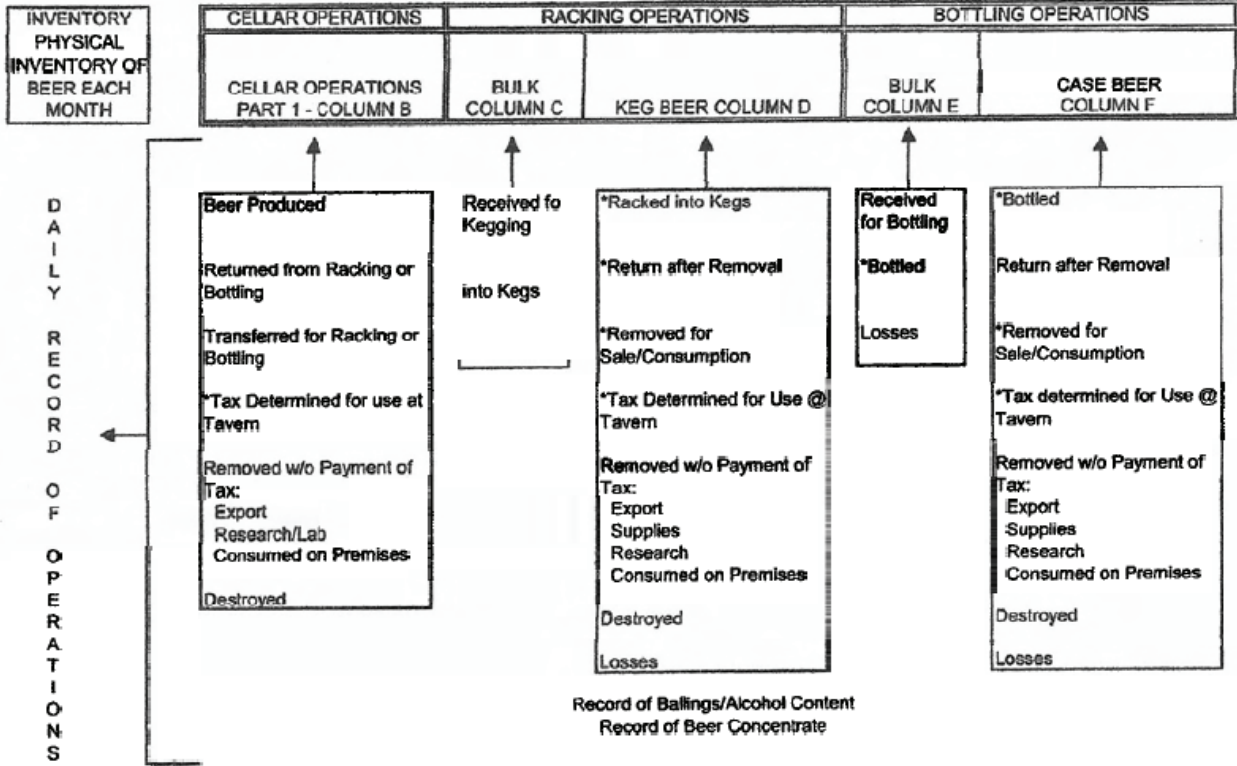 INVENTORY
PHYSICAL
INVENTORY OF
BEER EACH
MONTH
CELLAR OPERATIONS
RACKING OPERATIONS
BOTTLING OPERATIONS
CELLAR OPERATIONS
PART 1 - COLUMN B
BULK
COLUMN C
KEG BEER COLUMN D
BULK
COLUMN E
CASE BEER
COLUMN F
DAILY RECORD OF OPERATIONS
Beer Produced
Returned from Racking or
Bottling
Transferred for Racking or
Bottling
*Tax Determined for use at
Tavern
Removed w/o Payment of
Tax:
Export
Research/Lab
Consumed on Premises
Destroyed
Received fo
Kegging
into Kegs
*Racked into Kegs
*Return after Removal
*Removed for
Sale/Consumption
*Tax Determined for Use @
Tavern
Removed w/o Payment of
Tax:
Export
Supplies
Research
Consumed on Premises
Destroyed
Losses
Received
for Bottling
*Bottled
Losses
*Bottled
Return after Removal
*Removed for
Sale/Consumption
*Tax determined for Use @
Tavern
Removed w/o Payment of
Tax:
Export
Supplies
Research
Consumed on Premises
Destroyed
Losses
Record of Ballings/Alcohol Content
Record of Beer Concentrate